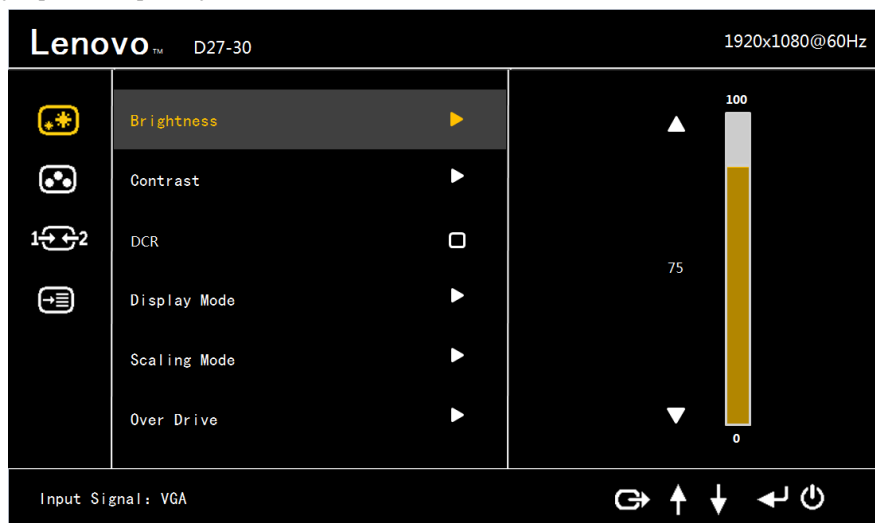 Lenovo™ D27-30 1920x1080@60Hz
Brightness
Contrast
DCR
Display Mode
Scaling Mode
Over Drive
100
75
0
1 2
Input Signal: VGA